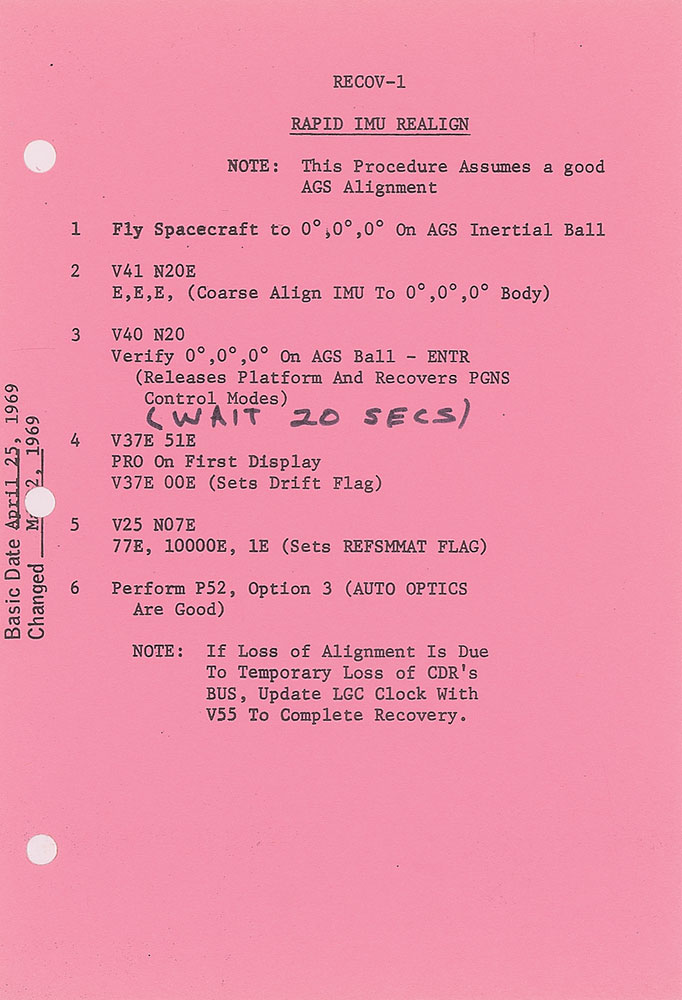 RECOV-1
RAPID IMU REALIGN
NOTE: This Procedure Assumes a good
AGS Alignment
1 Fly Spacecraft to 0°,0°,0° On AGS Inertial Ball
2 V41 N20E
E,E,E, (Coarse Align IMU To 0°,0°,0° Body)
3 V40 N20
Verify 0°,0°,0° On AGS Ball - ENTR
(Releases Platform And Recovers PGNS
Control Modes)
(WAIT 20 SECS)
4 V37E 51E
PRO On First Display
V37E 00E (Sets Drift Flag)
5 V25 N07E
77E, 10000E, 1E (Sets REFSMMAT FLAG)
6 Perform P52, Option 3 (AUTO OPTICS
Are Good)
NOTE: If Loss of Alignment Is Due
To Temporary Loss of CDR's
BUS, Update LGC Clock With
V55 To Complete Recovery.
Basic Date April 25, 1969
Changed 2, 1969